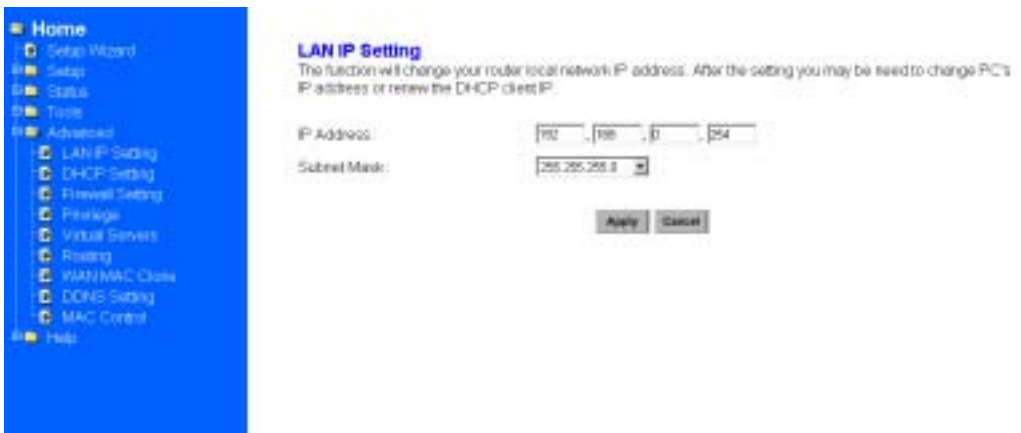 Home
Setup Wizard
Setup
Status
Tools
Advanced
LAN IP Setting
DHCP Setting
Firewall Setting
Privilege
Virtual Servers
Routing
WAN MAC Clone
DDNS Setting
MAC Control
Help
LAN IP Setting
The function will change your router local network IP address. After the setting you may be need to change PC's
IP address or renew the DHCP client IP.
IP Address
192 . 168 . 0 . 254
Subnet Mask :
255.255.255.0
Apply Cancel